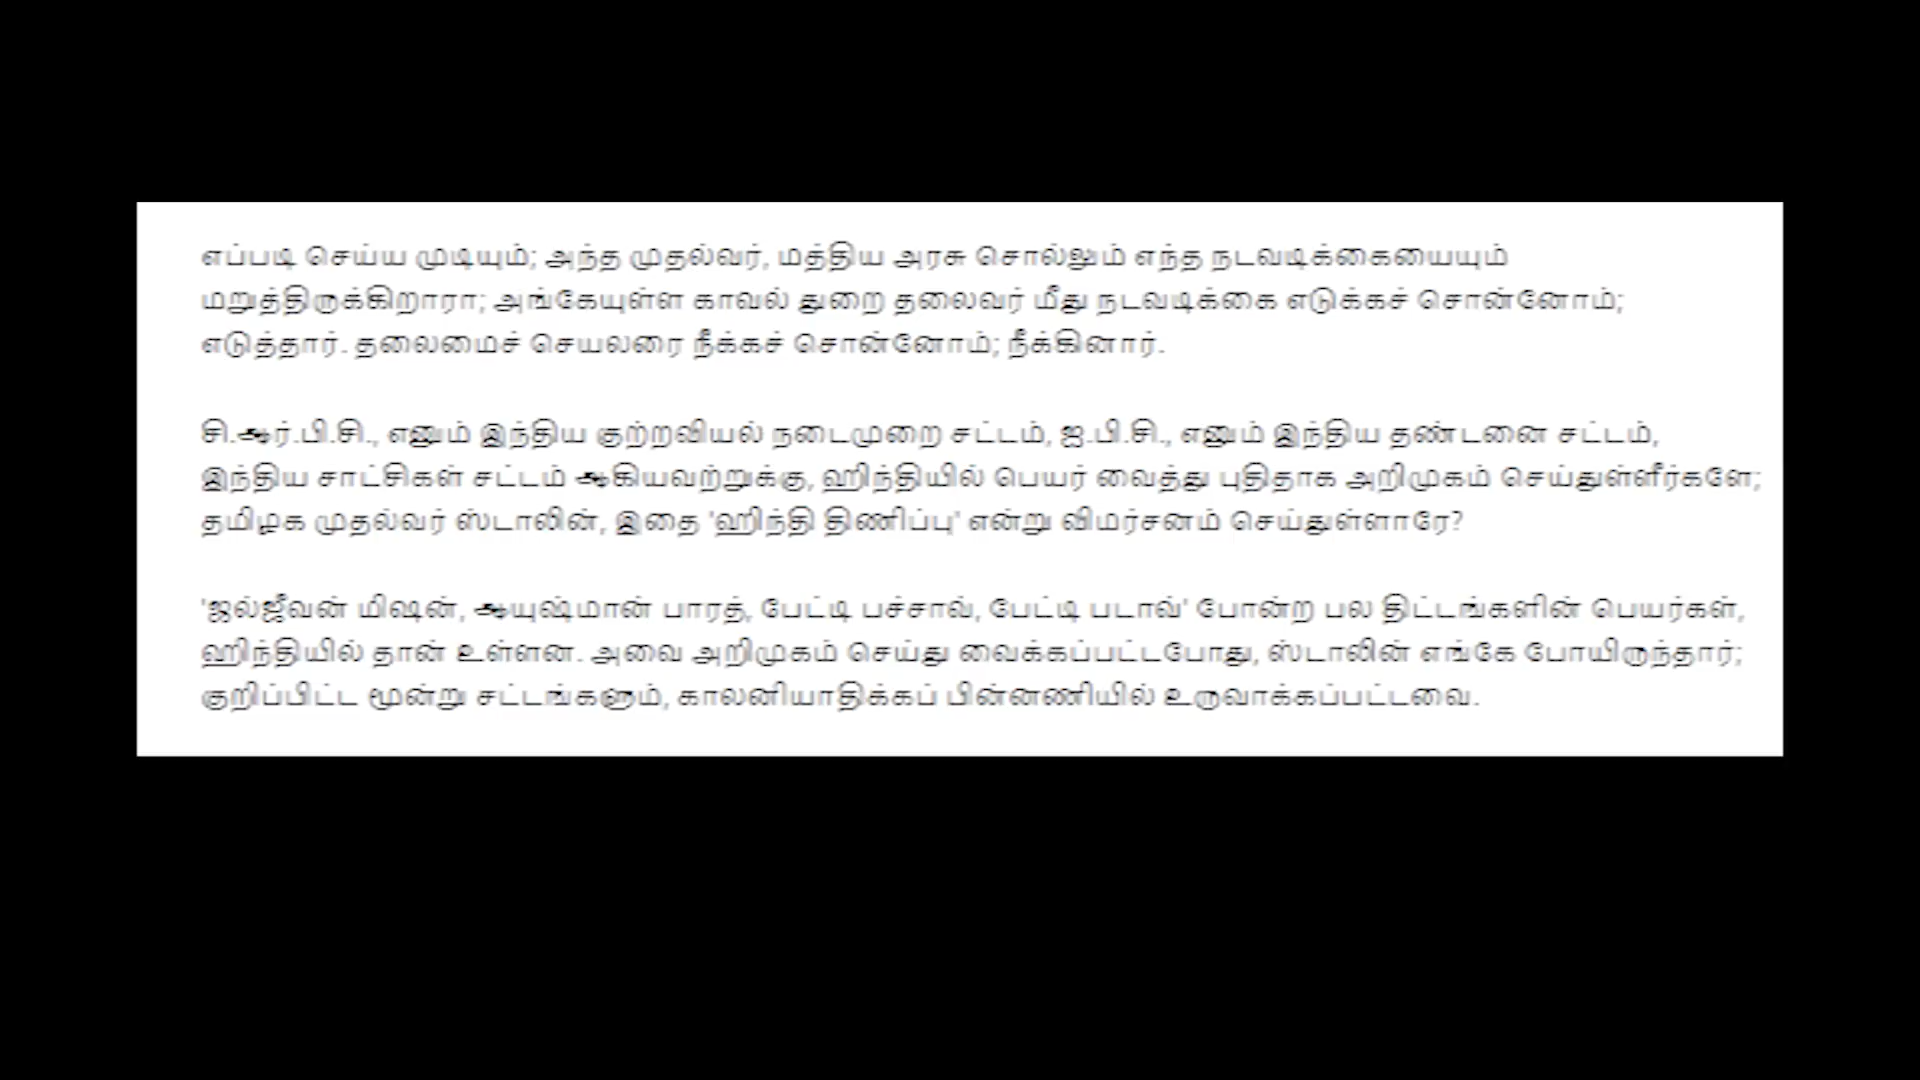 எப்படி செய்ய முடியும்; அந்த முதல்வர், மத்திய அரசு சொல்லும் எந்த நடவடிக்கையையும்
மறுத்திருக்கிறாரா; அங்கேயுள்ள காவல் துறை தலைவர் மீது நடவடிக்கை எடுக்கச் சொன்னோம்;
எடுத்தார். தலைமைச் செயலரை நீக்கச் சொன்னோம்; நீக்கினார்.
சி.ஆர்.பி.சி., எனும் இந்திய குற்றவியல் நடைமுறை சட்டம், ஐ.பி.சி., எனும் இந்திய தண்டனை சட்டம்,
இந்திய சாட்சிகள் சட்டம் ஆகியவற்றுக்கு, ஹிந்தியில் பெயர் வைத்து புதிதாக அறிமுகம் செய்துள்ளீர்களே;
தமிழக முதல்வர் ஸ்டாலின், இதை 'ஹிந்தி திணிப்பு' என்று விமர்சனம் செய்துள்ளாரே?
'ஜல்ஜீவன் மிஷன், ஆயுஷ்மான் பாரத், பேட்டி பச்சாவ், பேட்டி படாவ்' போன்ற பல திட்டங்களின் பெயர்கள்,
ஹிந்தியில் தான் உள்ளன. அவை அறிமுகம் செய்து வைக்கப்பட்டபோது, ஸ்டாலின் எங்கே போயிருந்தார்;
குறிப்பிட்ட மூன்று சட்டங்களும், காலனியாதிக்கப் பின்னணியில் உருவாக்கப்பட்டவை.